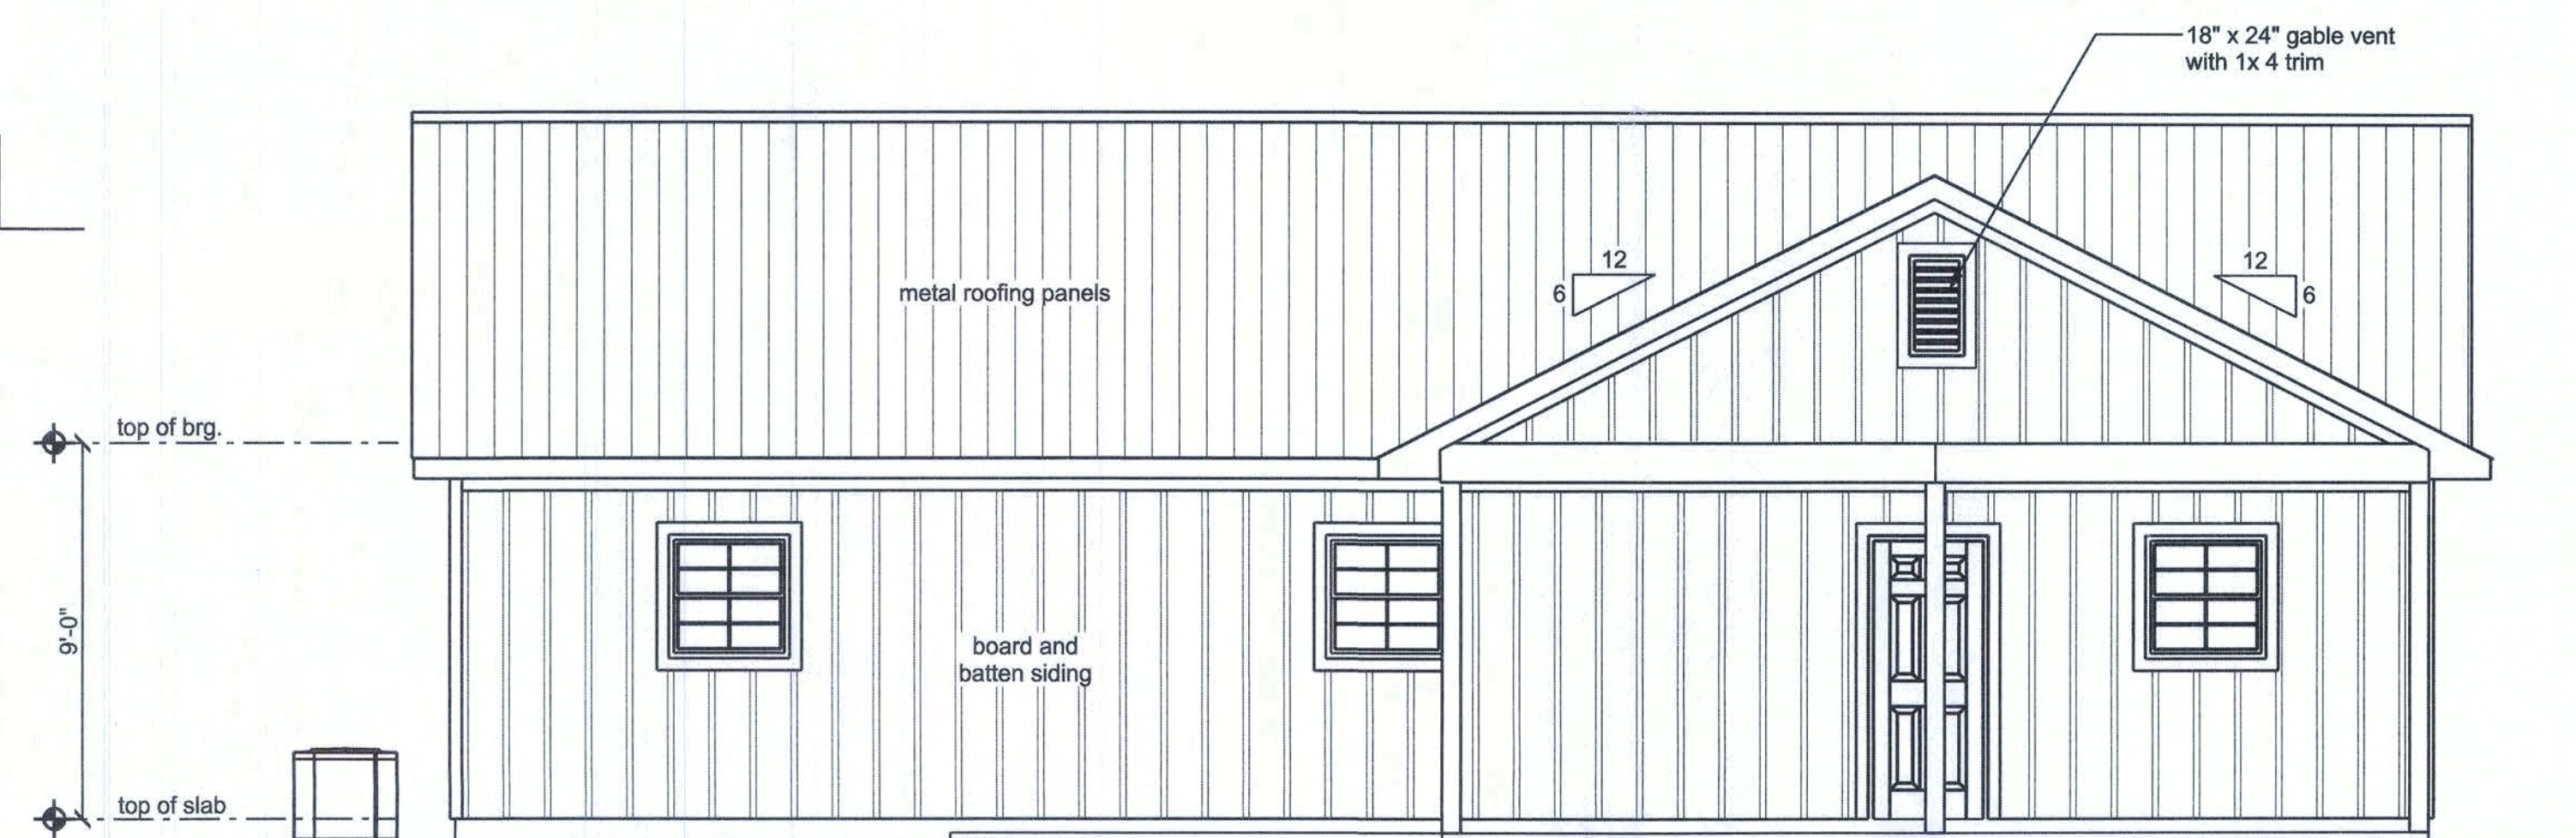 18" x 24" gable vent
with 1x 4 trim
12
6
12
6
metal roofing panels
top of brg.
9'-0"
board and
batten siding
top of slab